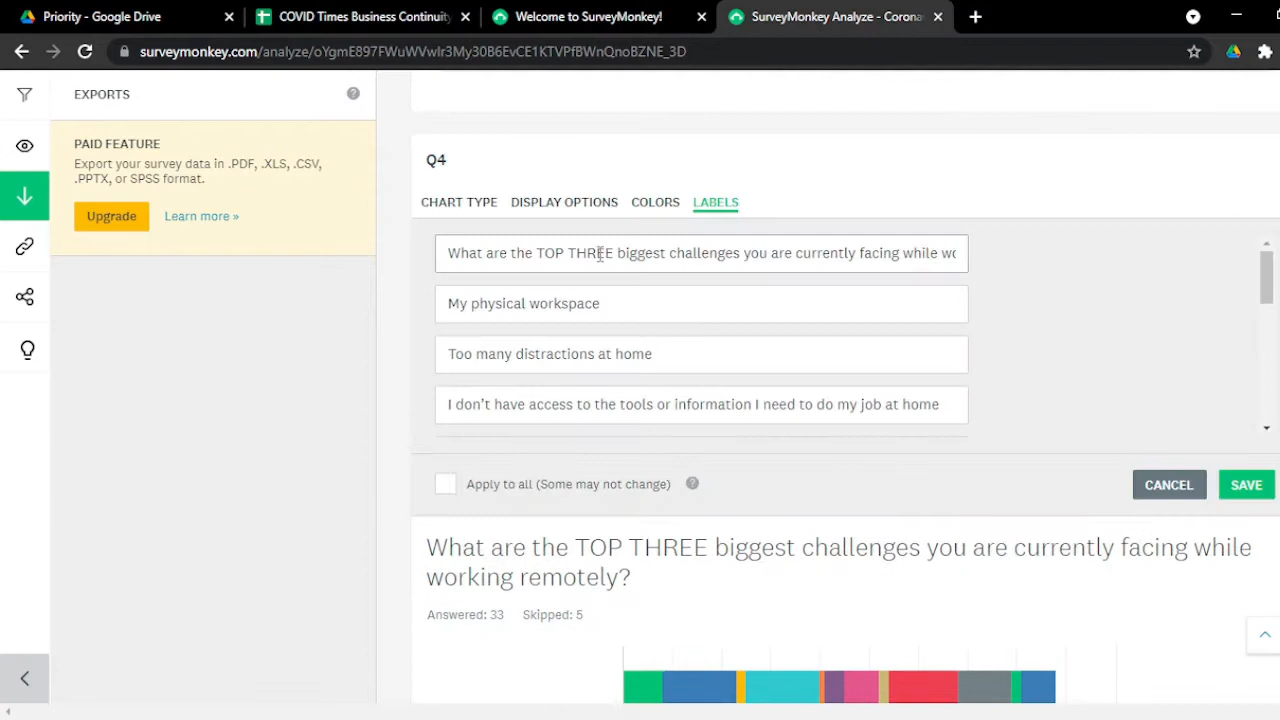 Priority - Google Drive
COVID Times Business Continuity
Welcome to SurveyMonkey!
SurveyMonkey Analyze - Corona
surveymonkey.com/analyze/oYgmE897FWuWVwlr3My30B6EvCE1KTVPfBWnQnoBZNE_3D
EXPORTS
PAID FEATURE
Export your survey data in .PDF, .XLS, .CSV,
.PPTX, or SPSS format.
Upgrade
Learn more »
Q4
CHART TYPE DISPLAY OPTIONS COLORS LABELS
What are the TOP THREE biggest challenges you are currently facing while wo
My physical workspace
Too many distractions at home
I don't have access to the tools or information I need to do my job at home
Apply to all (Some may not change)
CANCEL
SAVE
What are the TOP THREE biggest challenges you are currently facing while
working remotely?
Answered: 33 Skipped: 5